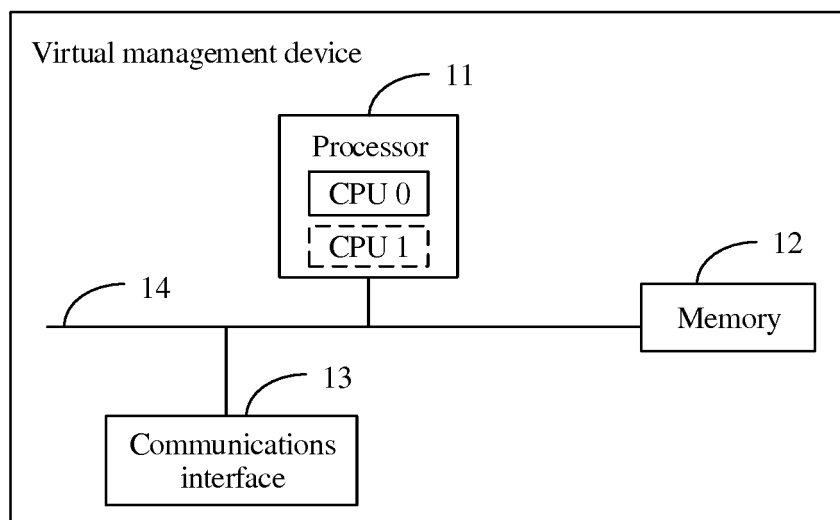 Virtual management device
11
Processor
CPU 0
CPU 1
12
14
Memory
13
Communications
interface